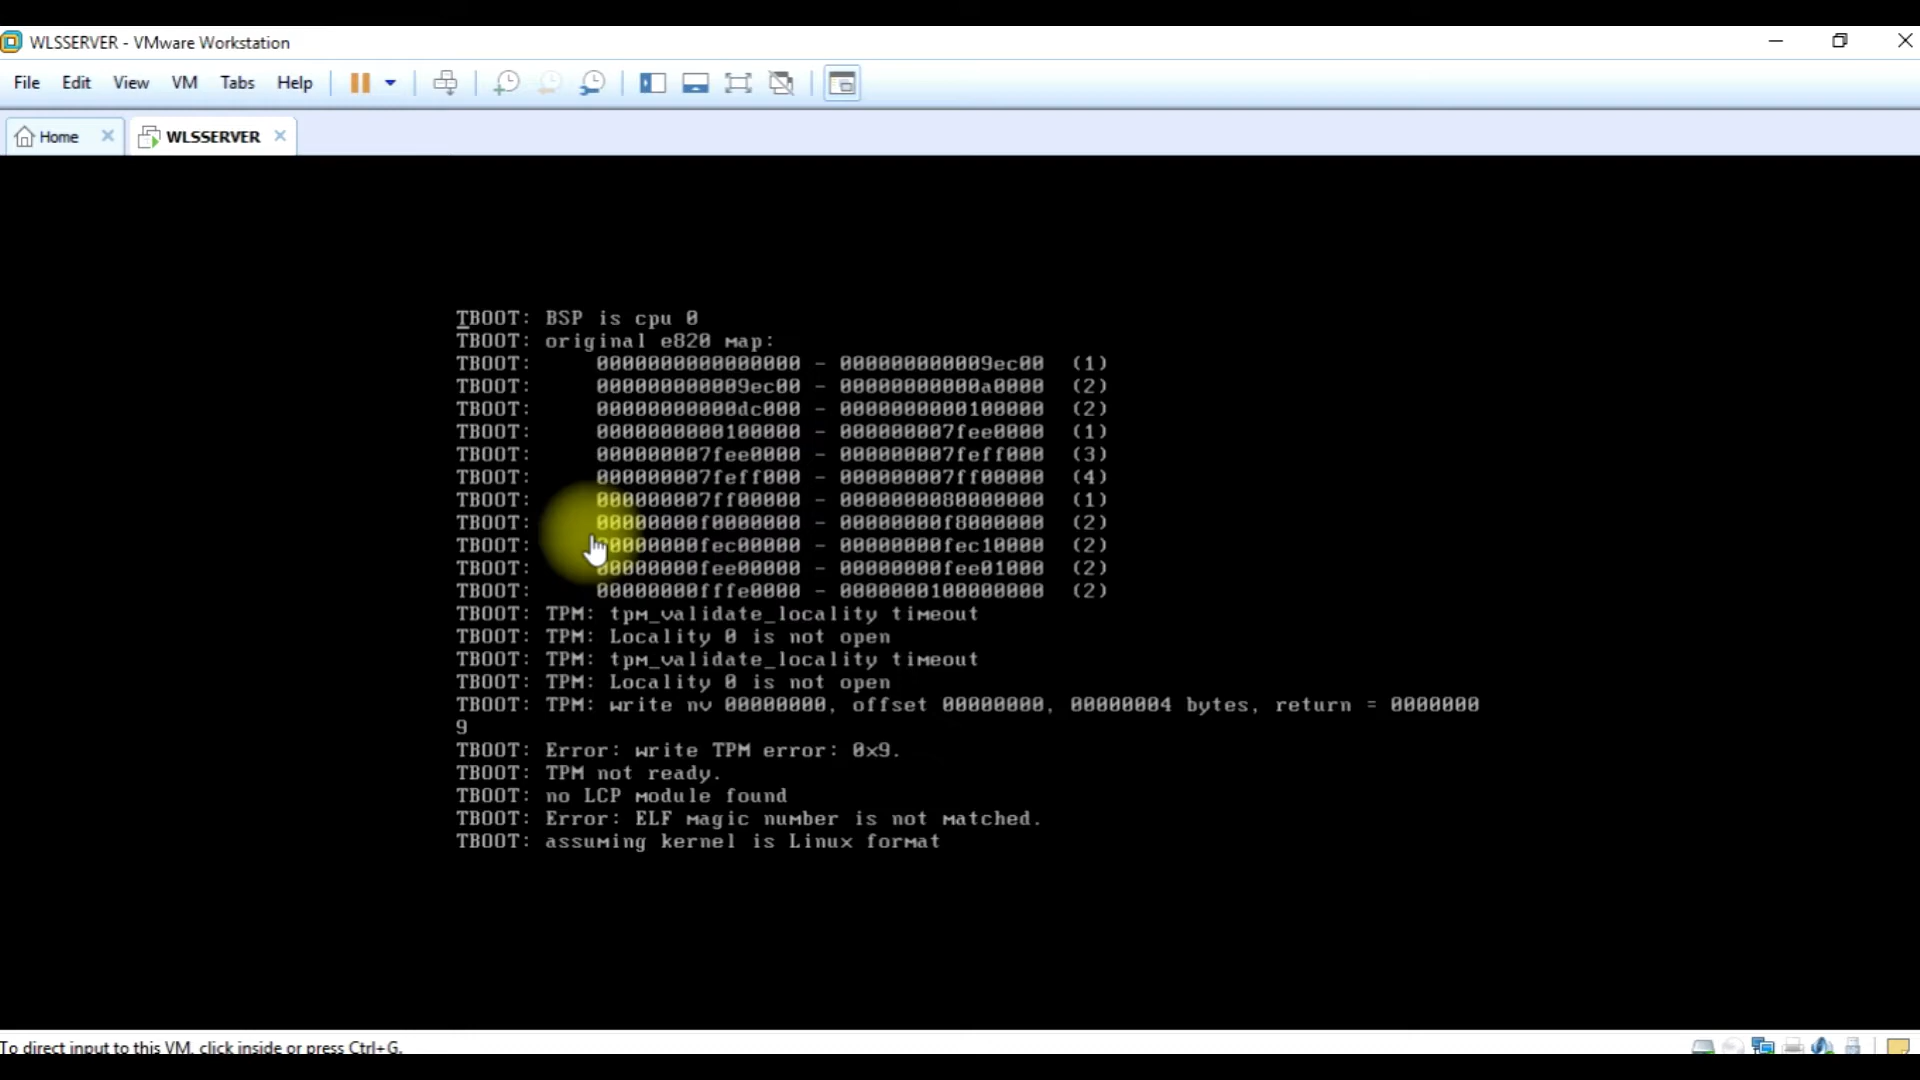 WLSSERVER - VMware Workstation
File Edit View VM Tabs Help
Home WLSSERVER
TBOOT: BSP is cpu 0
TBOOT: original e820 map:
TBOOT: 0000000000000000 - 000000000009ec00 (1)
TBOOT: 000000000009ec00 - 00000000000a0000 (2)
TBOOT: 00000000000dc000 - 0000000000100000 (2)
TBOOT: 0000000000100000 - 000000007fee0000 (1)
TBOOT: 000000007fee0000 - 000000007feff000 (3)
TBOOT: 000000007feff000 - 000000007ff00000 (4)
TBOOT: 000000007ff00000 - 0000000080000000 (1)
TBOOT: 00000000f0000000 - 00000000f8000000 (2)
TBOOT: 00000000fec00000 - 00000000fec10000 (2)
TBOOT: 00000000fee00000 - 00000000fee01000 (2)
TBOOT: 00000000fffe0000 - 0000000100000000 (2)
TBOOT: TPM: tpm_validate_locality timeout
TBOOT: TPM: Locality 0 is not open
TBOOT: TPM: tpm_validate_locality timeout
TBOOT: TPM: Locality 0 is not open
TBOOT: TPM: write nv 00000000, offset 00000000, 00000004 bytes, return = 0000000
9
TBOOT: Error: write TPM error: 0x9.
TBOOT: TPM not ready.
TBOOT: no LCP module found
TBOOT: Error: ELF magic number is not matched.
TBOOT: assuming kernel is Linux format
To direct input to this VM, click inside or press Ctrl+G.